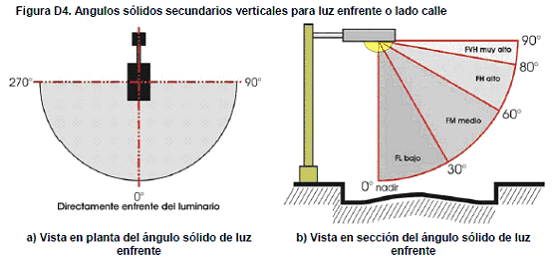 Figura D4. Angulos sólidos secundarios verticales para luz enfrente o lado calle
270°
90°
0°
Directamente enfrente del luminario
90°
FVH muy alto
80°
FH alto
60°
FM medio
30°
FL bajo
0° nadir
a) Vista en planta del ángulo sólido de luz
enfrente
b) Vista en sección del ángulo sólido de luz
enfrente